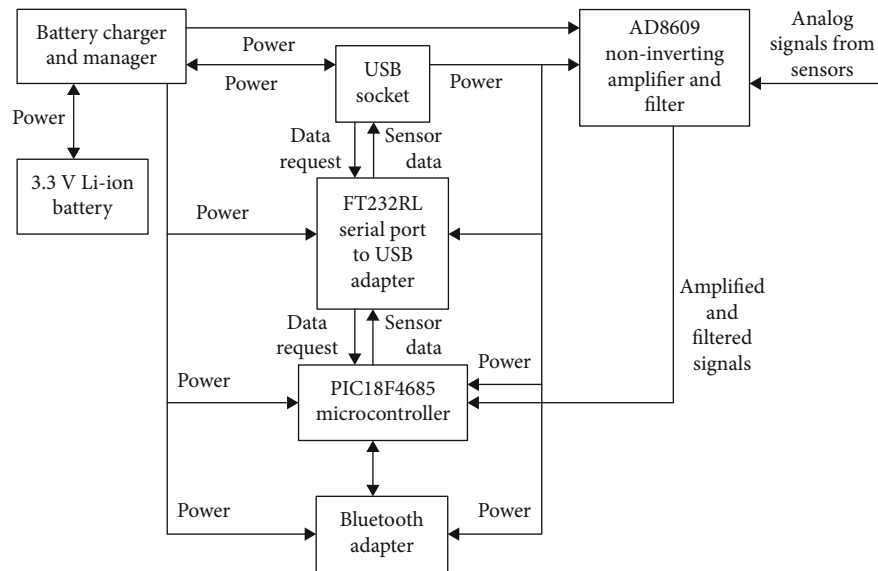 Battery charger
and manager
Power
Power
USB
socket
Power
AD8609
non-inverting
amplifier and
filter
Analog
signals from
sensors
Power
3.3 V Li-ion
battery
Data
request
Sensor
data
Power
FT232RL
serial port
to USB
adapter
Amplified
and
filtered
signals
Data
request
Sensor
data
Power
PIC18F4685
microcontroller
Power
Power
Bluetooth
adapter
Power